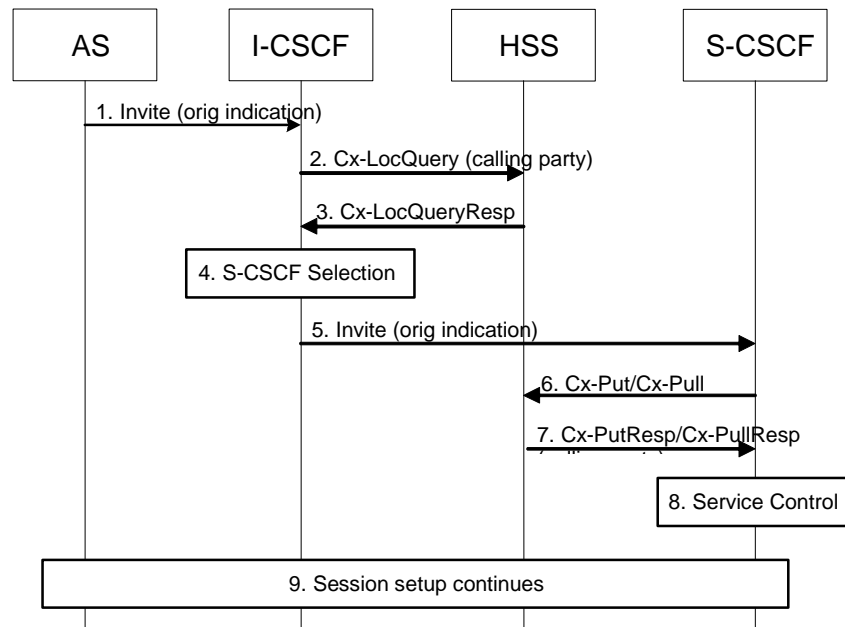 AS
I-CSCF
HSS
S-CSCF
1. Invite (orig indication)
2. Cx-LocQuery (calling party)
3. Cx-LocQueryResp
4. S-CSCF Selection
5. Invite (orig indication)
6. Cx-Put/Cx-Pull
7. Cx-PutResp/Cx-PullResp
8. Service Control
9. Session setup continues